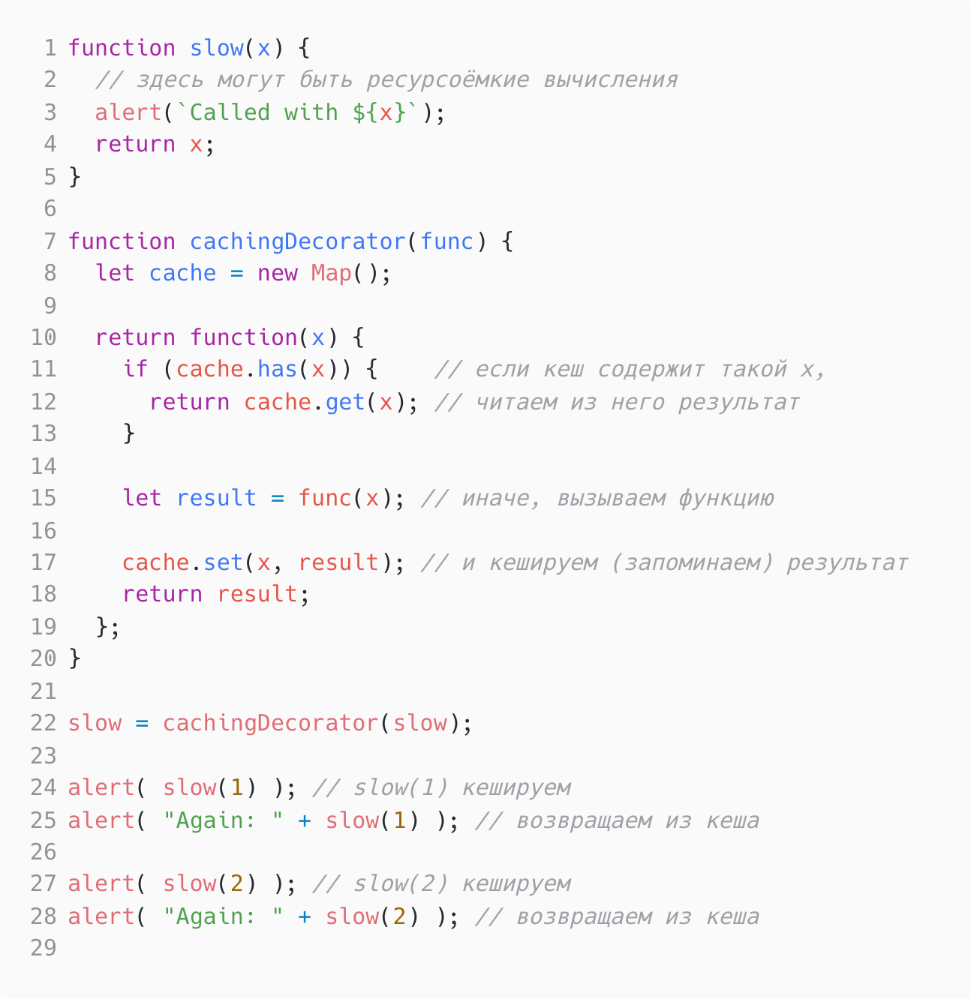 1 function slow(x) {
2   // здесь могут быть ресурсоёмкие вычисления
3   alert(`Called with ${x}`);
4   return x;
5 }
6
7 function cachingDecorator(func) {
8   let cache = new Map();
9
10   return function(x) {
11     if (cache.has(x)) {    // если кеш содержит такой x,
12       return cache.get(x); // читаем из него результат
13     }
14
15     let result = func(x); // иначе, вызываем функцию
16
17     cache.set(x, result); // и кешируем (запоминаем) результат
18     return result;
19   };
20 }
21
22 slow = cachingDecorator(slow);
23
24 alert( slow(1) ); // slow(1) кешируем
25 alert( "Again: " + slow(1) ); // возвращаем из кеша
26
27 alert( slow(2) ); // slow(2) кешируем
28 alert( "Again: " + slow(2) ); // возвращаем из кеша
29